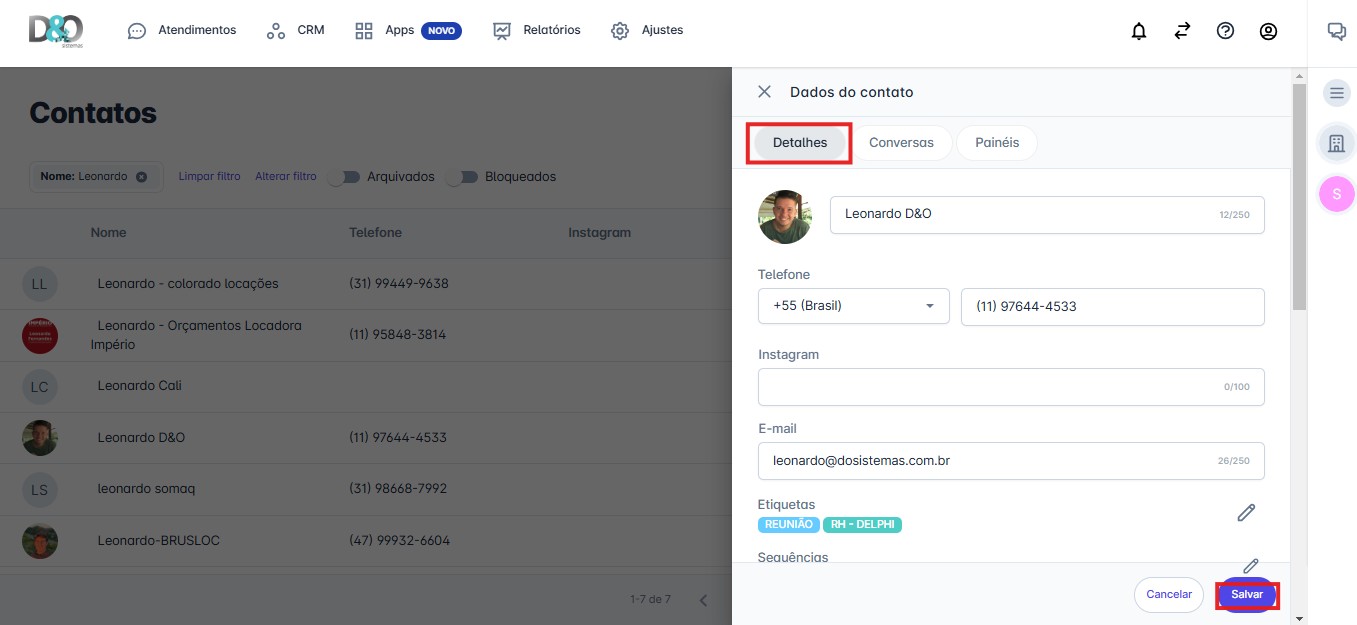 D&O
sistemas
Atendimentos
CRM
Apps NOVO
Relatórios
Ajustes
Contatos
Nome: Leonardo
Limpar filtro
Alterar filtro
Arquivados
Bloqueados
Nome Telefone Instagram
LL Leonardo - colorado locações (31) 99449-9638
Leonardo - Orçamentos Locadora
Império
(11) 95848-3814
LC Leonardo Cali
Leonardo D&O (11) 97644-4533
LS leonardo somaq (31) 98668-7992
Leonardo-BRUSLOC (47) 99932-6604
1-7 de 7
Dados do contato
Detalhes Conversas Painéis
Leonardo D&O 12/250
Telefone
+55 (Brasil) (11) 97644-4533
Instagram
0/100
E-mail
leonardo@dosistemas.com.br 26/250
Etiquetas
REUNIÃO RH - DELPHI
Sequências
Cancelar Salvar
S